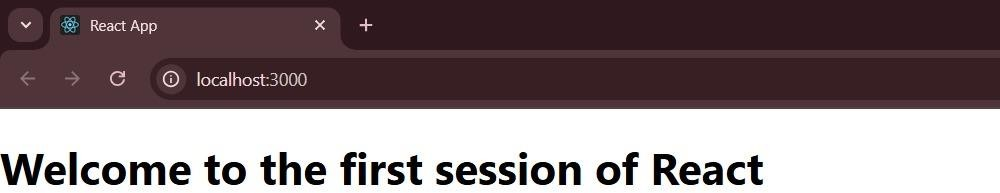 React App
localhost:3000
Welcome to the first session of React